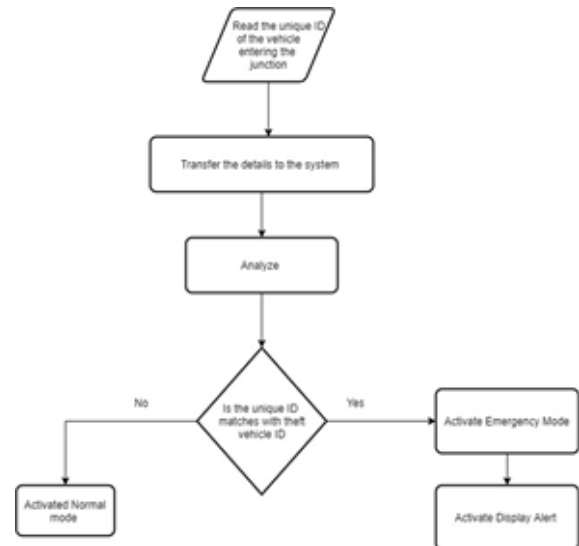 Read the unique ID
of the vehicle
entering the
junction
Transfer the details to the system
Analyze
Is the unique ID
matches with theft
vehicle ID
No
Yes
Activate Emergency Mode
Activated Normal
mode
Activate Display Alert